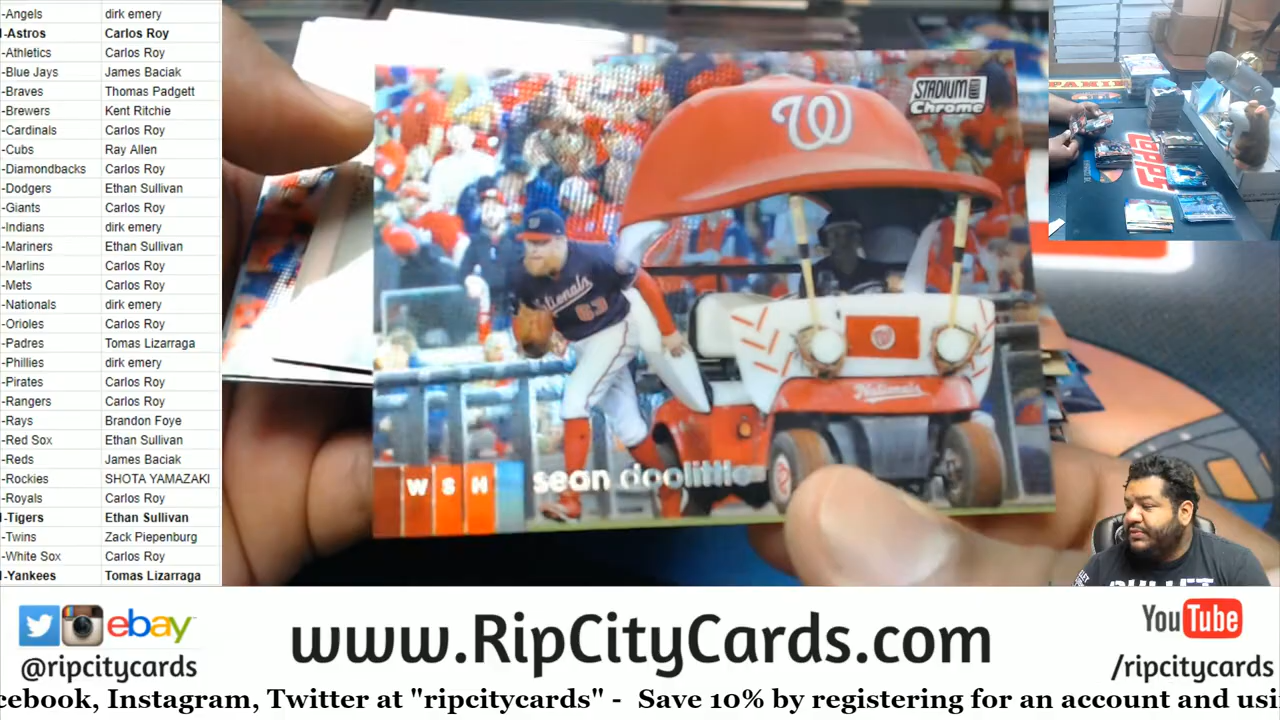 -Angels dirk emery
-Astros Carlos Roy
-Athletics Carlos Roy
-Blue Jays James Baciak
-Braves Thomas Padgett
-Brewers Kent Ritchie
-Cardinals Carlos Roy
-Cubs Ray Allen
-Diamondbacks Carlos Roy
-Dodgers Ethan Sullivan
-Giants Carlos Roy
-Indians dirk emery
-Mariners Ethan Sullivan
-Marlins Carlos Roy
-Mets Carlos Roy
-Nationals dirk emery
-Orioles Carlos Roy
-Padres Tomas Lizarraga
-Phillies dirk emery
-Pirates Carlos Roy
-Rangers Carlos Roy
-Rays Brandon Foye
-Red Sox Ethan Sullivan
-Reds James Baciak
-Rockies SHOTA YAMAZAKI
-Royals Carlos Roy
-Tigers Ethan Sullivan
-Twins Zack Piepenburg
-White Sox Carlos Roy
-Yankees Tomas Lizarraga
W
STADIUM CLUB
Chrome
Nationals
63
Nationals
W S H sean doolittle
topps
BULLET
ebay
@ripcitycards
www.RipCityCards.com
YouTube
/ripcitycards
cebook, Instagram, Twitter at "ripcitycards" - Save 10% by registering for an account and usi